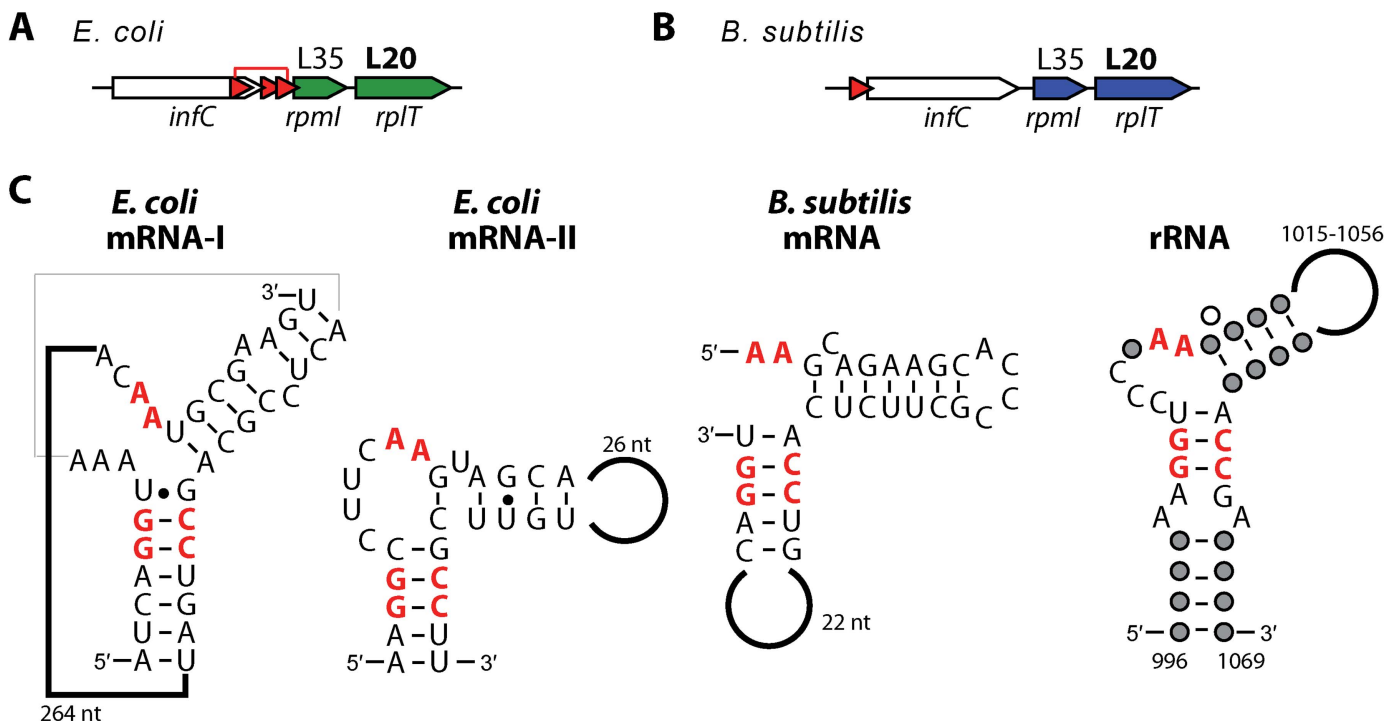 A E. coli
L35 L20
infC rpmI rplT
B B. subtilis
L35 L20
infC rpmI rplT
C
E. coli
mRNA-I
3′–U
G U
A A
A C
G U
C C
G C
U G C
A
A
C
A
A
A A A
U • G
G – C
G – C
A – U
C – G
U – A
5′–A – U
264 nt
E. coli
mRNA-II
C A A
U G U A G C A
U C U U G U
C C G
G – C
G – C
A – U
5′–A – U–3′
26 nt
B. subtilis
mRNA
5′–A A G C A G A A G C A C
C U C U U C G C C
3′–U – A
G – C
G – C
A – U
C – G
22 nt
rRNA
1015-1056
A A
C
C
C U A
G – C
G – C
A G
A A
5′ 3′
996 1069